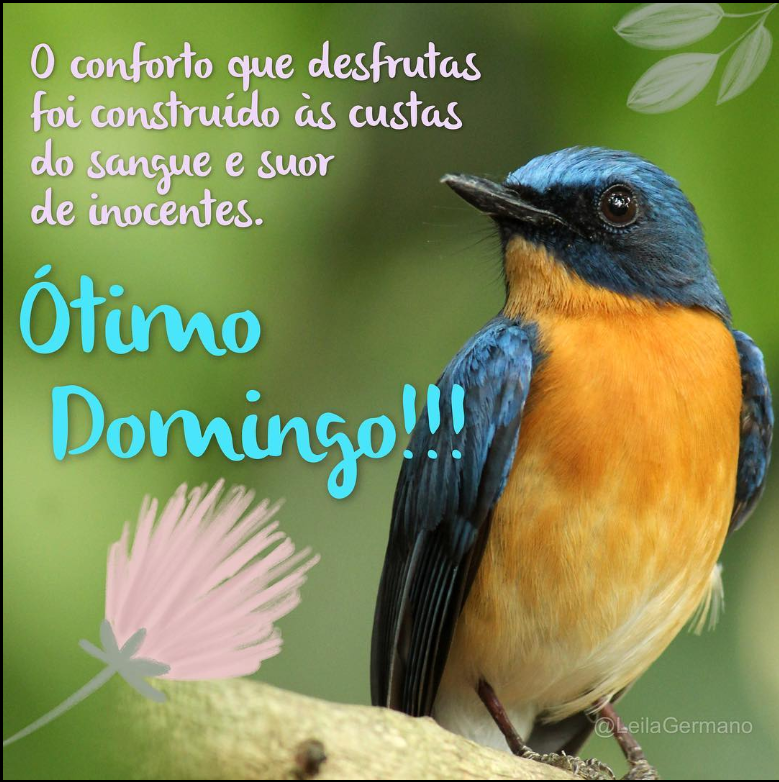 O conforto que desfrutas
foi construído às custas
do sangue e suor
de inocentes.
Ótimo
Domingo!!!
@LeilaGermano